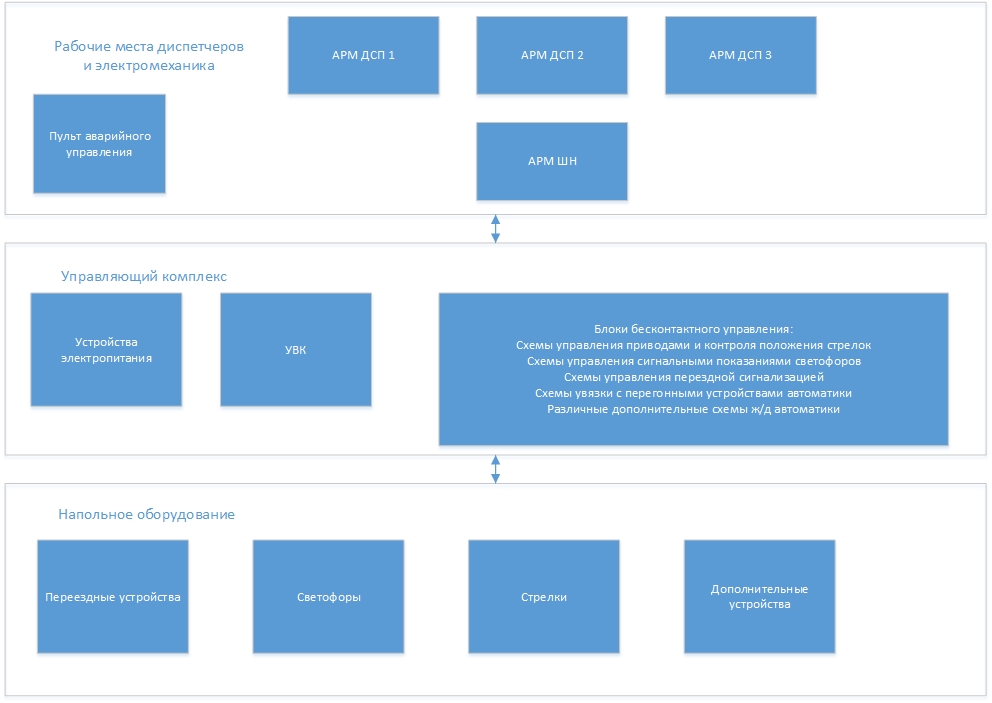 Рабочие места диспетчеров
и электромеханика
АРМ ДСП 1
АРМ ДСП 2
АРМ ДСП 3
Пульт аварийного
управления
АРМ ШН
Управляющий комплекс
Устройства
электропитания
УВК
Блоки бесконтактного управления:
Схемы управления приводами и контроля положения стрелок
Схемы управления сигнальными показаниями светофоров
Схемы управления перездной сигнализацией
Схемы увязки с перегонными устройствами автоматики
Различные дополнительные схемы ж/д автоматики
Напольное оборудование
Переездные устройства
Светофоры
Стрелки
Дополнительные
устройства